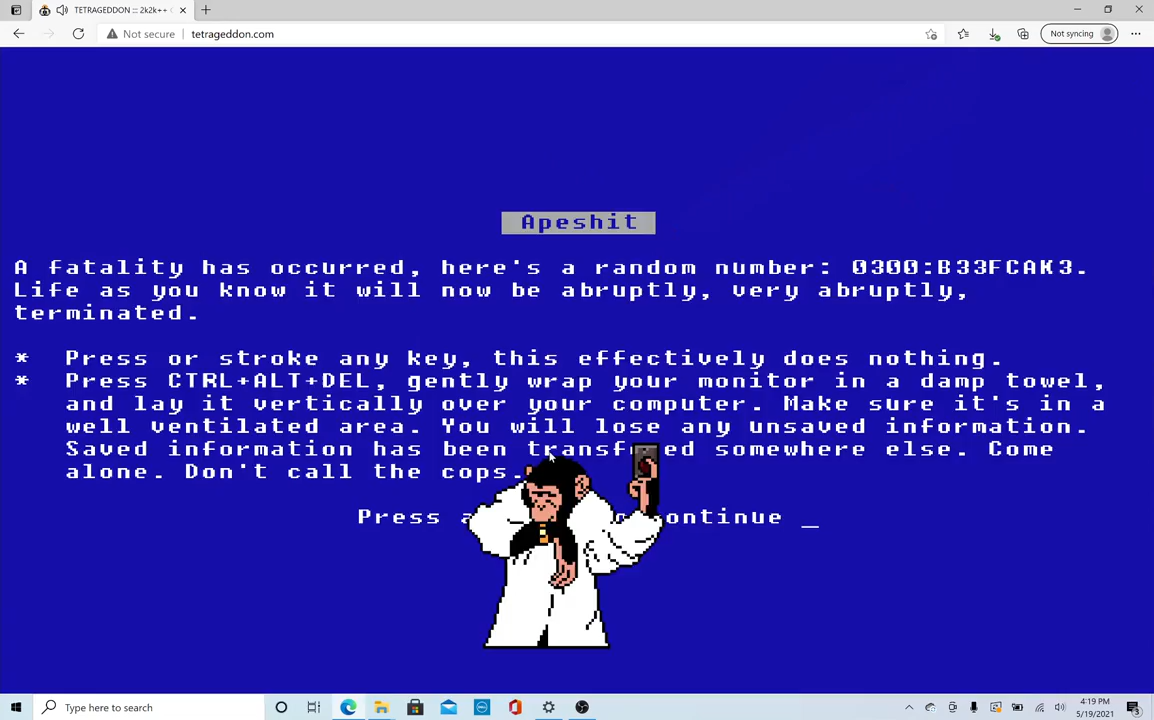 TETRAGEDDON :: 2k2k++
Not secure
tetrageddon.com
Not syncing
Apeshit
A fatality has occurred, here's a random number: 0300:B33FCAK3.
Life as you know it will now be abruptly, very abruptly,
terminated.
* Press or stroke any key, this effectively does nothing.
* Press CTRL+ALT+DEL, gently wrap your monitor in a damp towel,
and lay it vertically over your computer. Make sure it's in a
well ventilated area. You will lose any unsaved information.
Saved information has been transferred somewhere else. Come
alone. Don't call the cops.
Press continue _
Type here to search
4:19 PM
5/19/2021
3